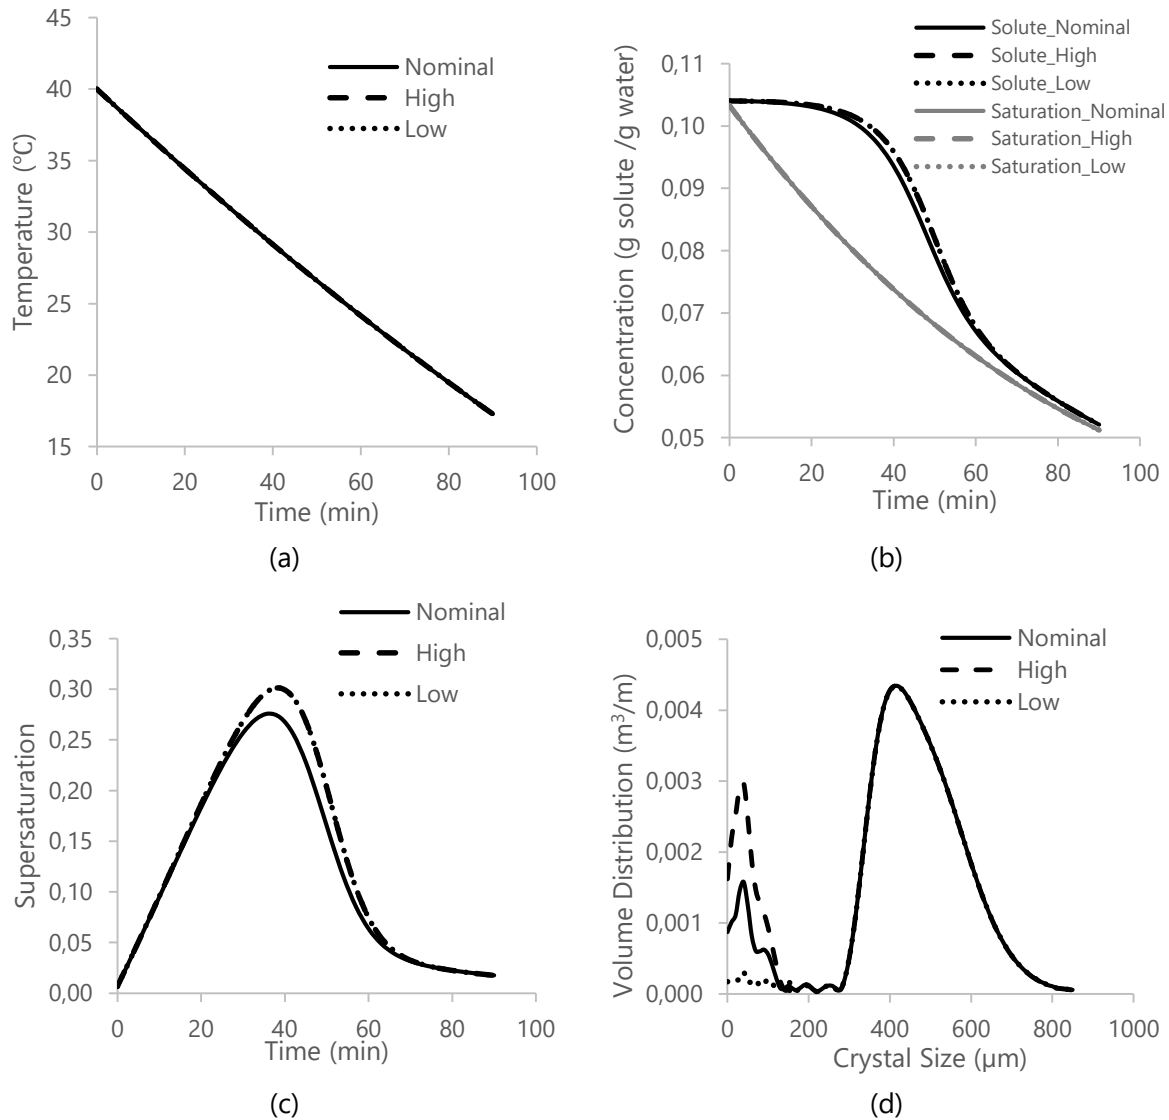 Temperature (°C)
45
40
35
30
25
20
15
0
20
40
60
80
100
Time (min)
Nominal
High
Low
(a)
Concentration (g solute /g water)
0,11
0,10
0,09
0,08
0,07
0,06
0,05
0
20
40
60
80
100
Time (min)
Solute_Nominal
Solute_High
Solute_Low
Saturation_Nominal
Saturation_High
Saturation_Low
(b)
Supersaturation
0,35
0,30
0,25
0,20
0,15
0,10
0,05
0,00
0
20
40
60
80
100
Time (min)
Nominal
High
Low
(c)
Volume Distribution (m³/m)
0,005
0,004
0,003
0,002
0,001
0,000
0
200
400
600
800
1000
Crystal Size (µm)
Nominal
High
Low
(d)